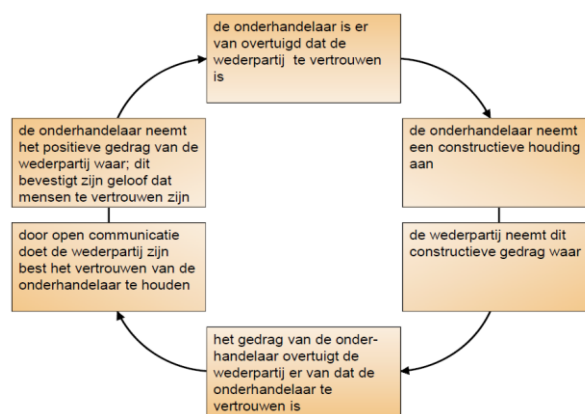 de onderhandelaar is er
van overtuigd dat de
wederpartij te vertrouwen
is
de onderhandelaar neemt
een constructieve houding
aan
de wederpartij neemt dit
constructieve gedrag waar
het gedrag van de onder-
handelaar overtuigt de
wederpartij er van dat de
onderhandelaar te
vertrouwen is
door open communicatie
doet de wederpartij zijn
best het vertrouwen van de
onderhandelaar te houden
de onderhandelaar neemt
het positieve gedrag van de
wederpartij waar; dit
bevestigt zijn geloof dat
mensen te vertrouwen zijn